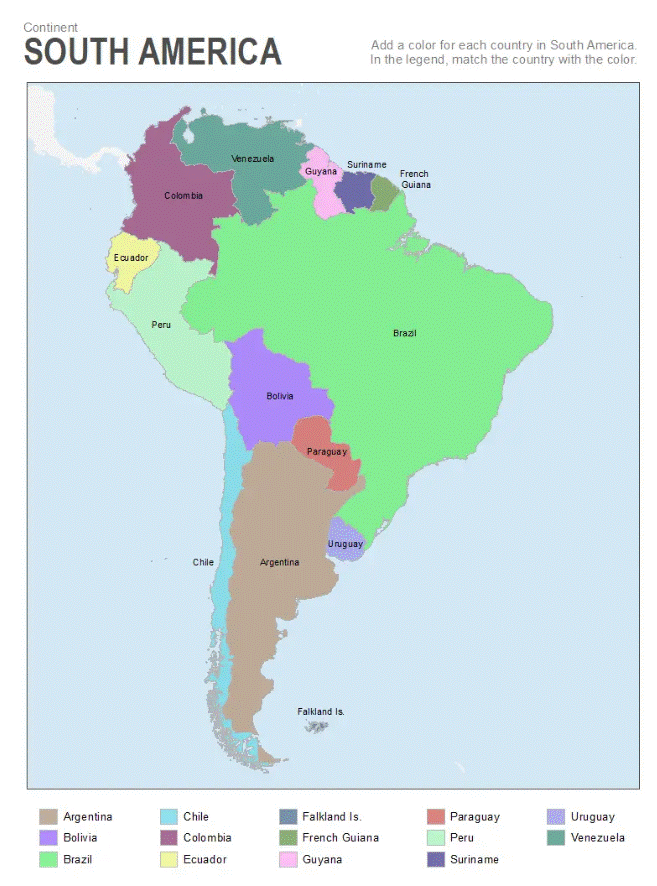 Continent
SOUTH AMERICA
Add a color for each country in South America.
In the legend, match the country with the color.
Venezuela
Guyana
Suriname
French
Guiana
Colombia
Ecuador
Peru
Brazil
Bolivia
Paraguay
Uruguay
Chile
Argentina
Falkland Is.
Argentina
Chile
Falkland Is.
Paraguay
Uruguay
Bolivia
Colombia
French Guiana
Peru
Venezuela
Brazil
Ecuador
Guyana
Suriname